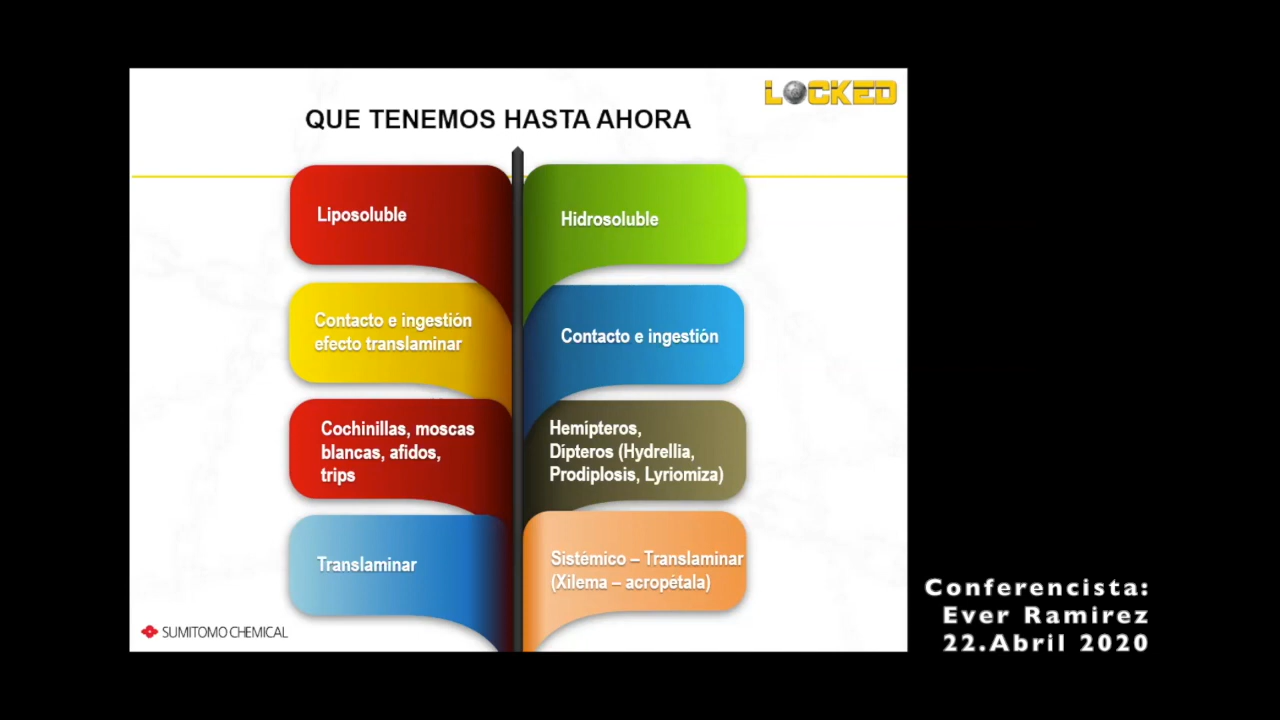 LOCKED
QUE TENEMOS HASTA AHORA
Liposoluble
Hidrosoluble
Contacto e ingestión
efecto translaminar
Contacto e ingestión
Cochinillas, moscas
blancas, afidos,
trips
Hemípteros,
Dípteros (Hydrellia,
Prodiplosis, Lyriomiza)
Translaminar
Sistémico – Translaminar
(Xilema – acropétala)
SUMITOMO CHEMICAL
Conferencista:
Ever Ramirez
22.Abril 2020